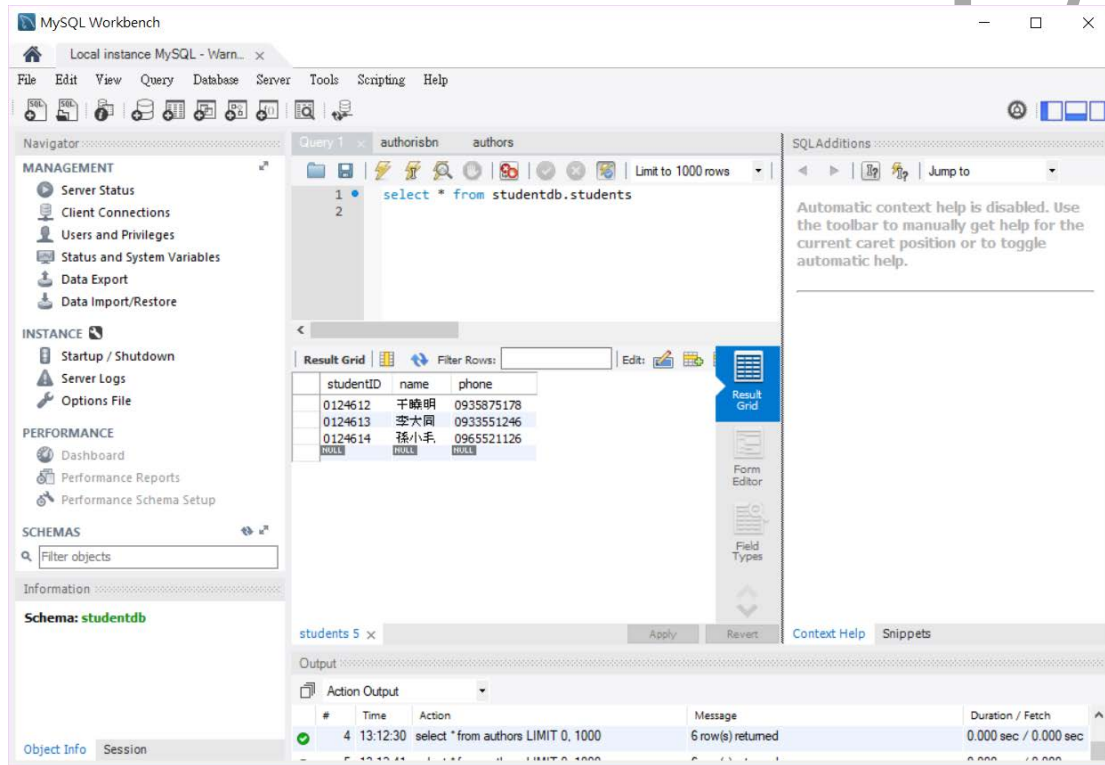 MySQL Workbench
Local instance MySQL - Warn...
File Edit View Query Database Server Tools Scripting Help
Navigator
MANAGEMENT
Server Status
Client Connections
Users and Privileges
Status and System Variables
Data Export
Data Import/Restore
INSTANCE
Startup / Shutdown
Server Logs
Options File
PERFORMANCE
Dashboard
Performance Reports
Performance Schema Setup
SCHEMAS
Filter objects
Information
Schema: studentdb
Object Info Session
Query 1 authorisbn authors
Limit to 1000 rows
1 select * from studentdb.students
2
Result Grid Filter Rows: Edit:
studentID name phone
0124612 干曉明 0935875178
0124613 李大同 0933551246
0124614 孫小毛 0965521126
NULL NULL NULL
Result Grid
Form Editor
Field Types
students 5 Apply Revert
SQLAdditions
Jump to
Automatic context help is disabled. Use
the toolbar to manually get help for the
current caret position or to toggle
automatic help.
Context Help Snippets
Output
Action Output
# Time Action Message Duration / Fetch
4 13:12:30 select * from authors LIMIT 0, 1000 6 row(s) returned 0.000 sec / 0.000 sec